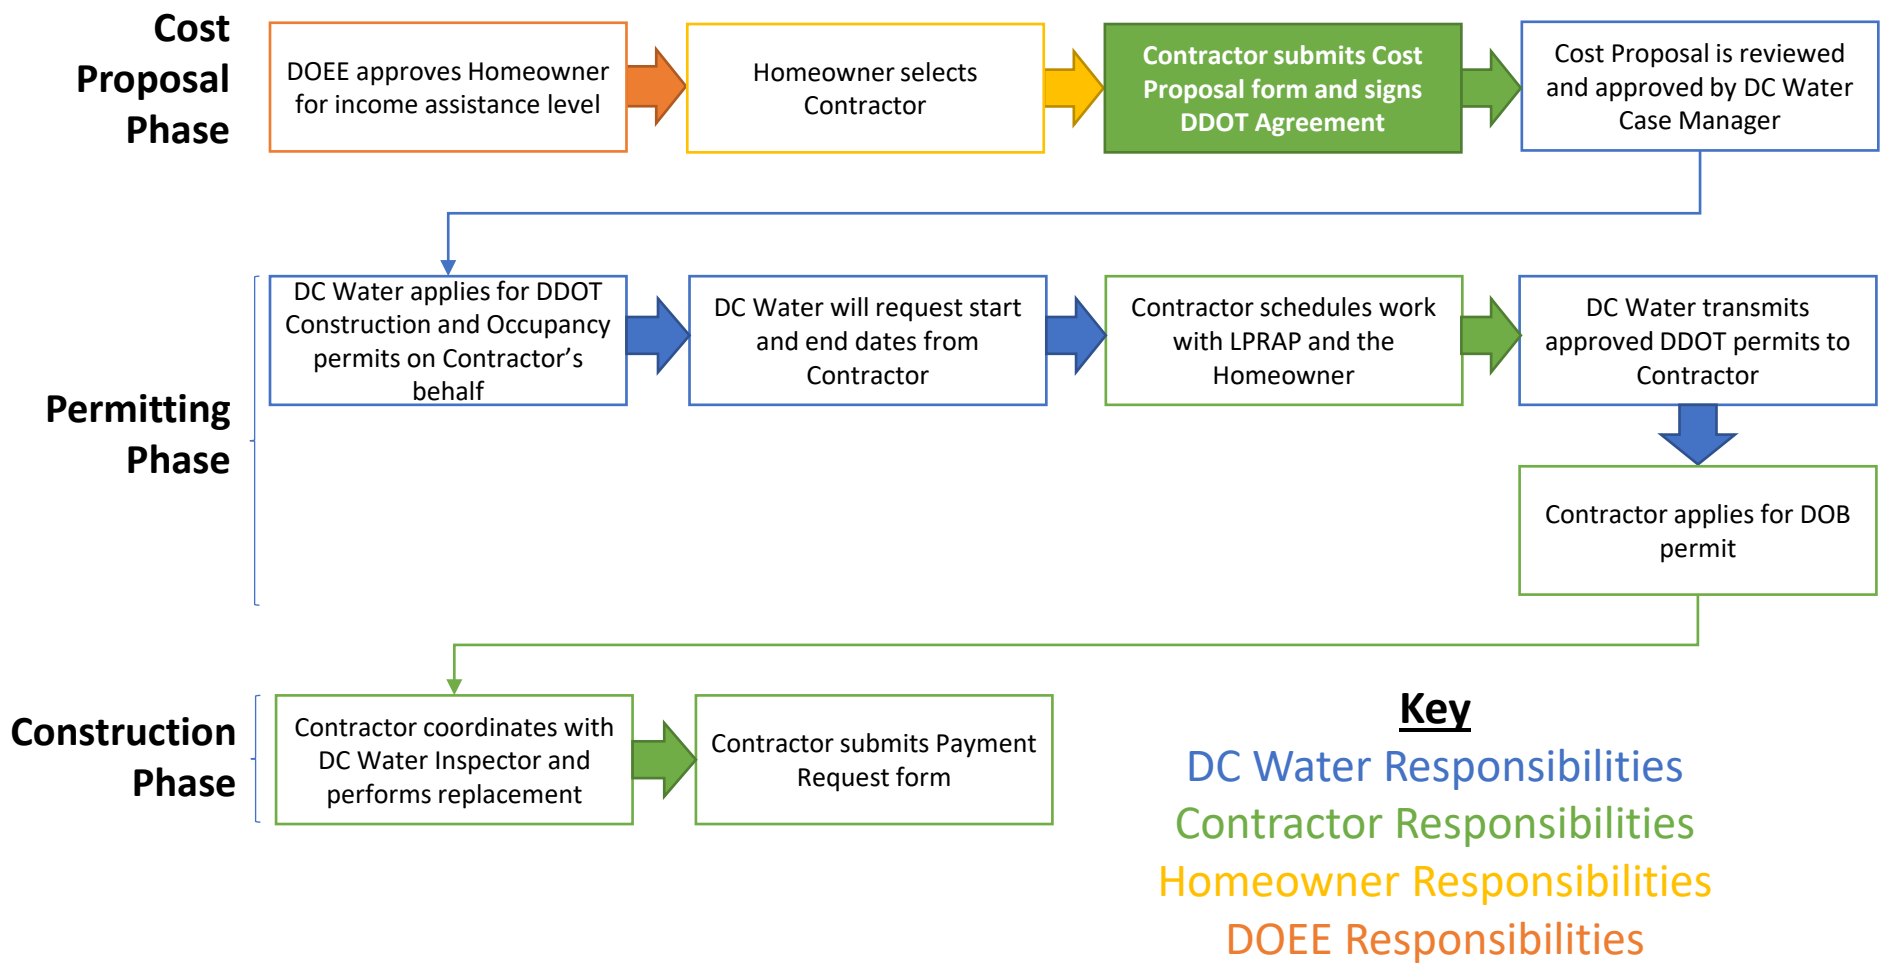 Cost
Proposal
Phase
DOEE approves Homeowner
for income assistance level
Homeowner selects
Contractor
Contractor submits Cost
Proposal form and signs
DDOT Agreement
Cost Proposal is reviewed
and approved by DC Water
Case Manager
Permitting
Phase
DC Water applies for DDOT
Construction and Occupancy
permits on Contractor’s
behalf
DC Water will request start
and end dates from
Contractor
Contractor schedules work
with LPRAP and the
Homeowner
DC Water transmits
approved DDOT permits to
Contractor
Contractor applies for DOB
permit
Construction
Phase
Contractor coordinates with
DC Water Inspector and
performs replacement
Contractor submits Payment
Request form
Key
DC Water Responsibilities
Contractor Responsibilities
Homeowner Responsibilities
DOEE Responsibilities